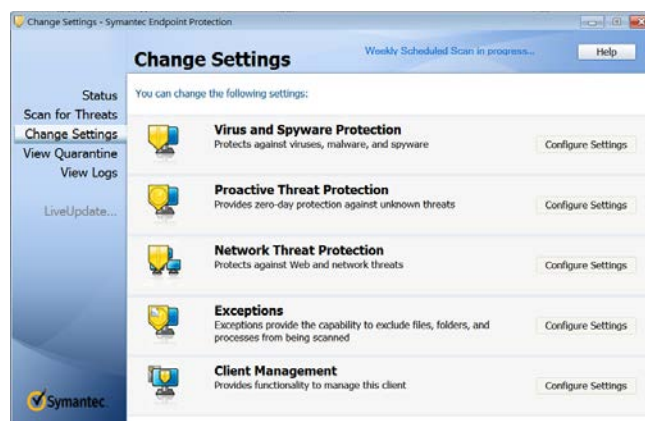 Change Settings - Symantec Endpoint Protection
Change Settings
Weekly Scheduled Scan in progress...
Help
Status
Scan for Threats
Change Settings
View Quarantine
View Logs
LiveUpdate...
You can change the following settings:
Virus and Spyware Protection
Protects against viruses, malware, and spyware
Configure Settings
Proactive Threat Protection
Provides zero-day protection against unknown threats
Configure Settings
Network Threat Protection
Protects against Web and network threats
Configure Settings
Exceptions
Exceptions provide the capability to exclude files, folders, and
processes from being scanned
Configure Settings
Client Management
Provides functionality to manage this client
Configure Settings
Symantec.